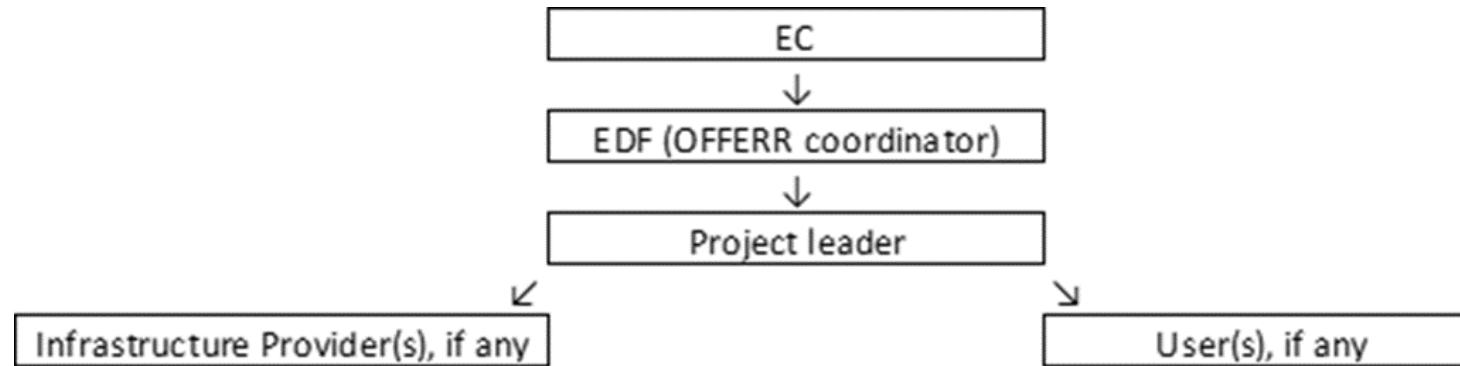 EC
EDF (OFFERR coordinator)
Project leader
Infrastructure Provider(s), if any
User(s), if any